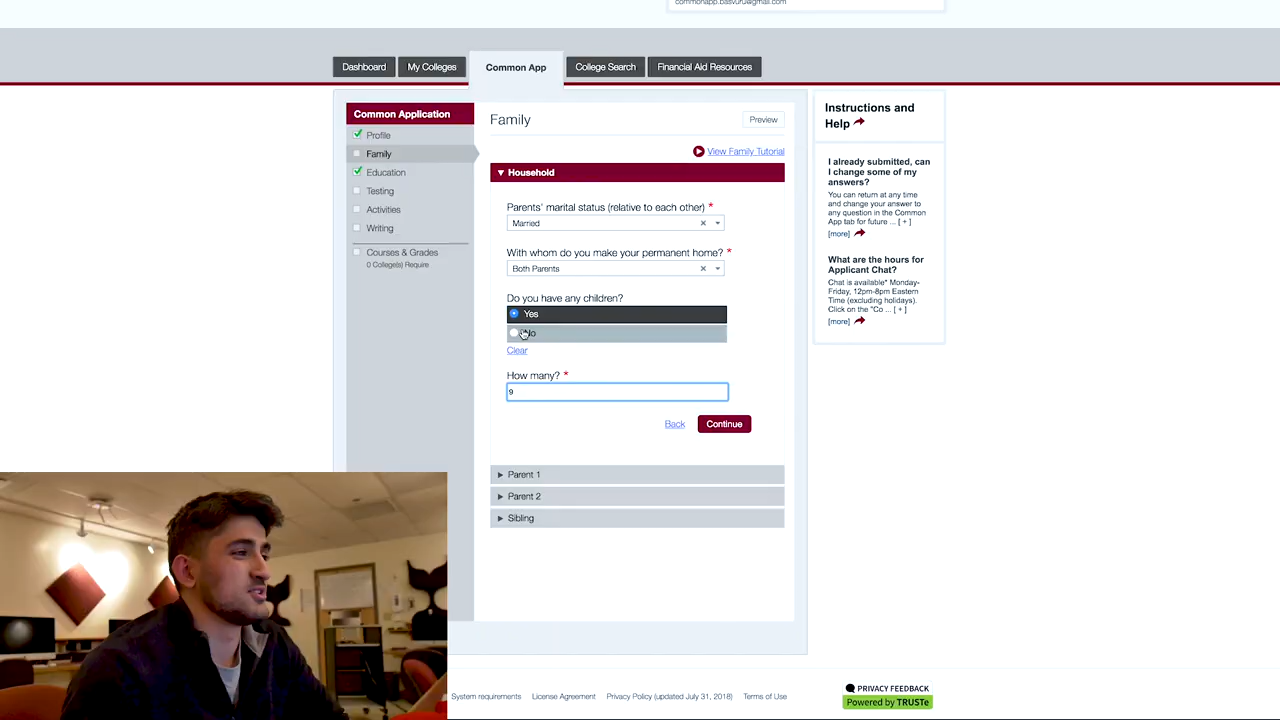 commonapp.basvuru@gmail.com
Dashboard
My Colleges
Common App
College Search
Financial Aid Resources
Common Application
Profile
Family
Education
Testing
Activities
Writing
Courses & Grades
0 College(s) Require
Family
Preview
View Family Tutorial
Household
Parents' marital status (relative to each other) *
Married
With whom do you make your permanent home? *
Both Parents
Do you have any children?
Yes
No
Clear
How many? *
9
Back
Continue
Parent 1
Parent 2
Sibling
Instructions and
Help
I already submitted, can
I change some of my
answers?
You can return at any time
and change your answer to
any question in the Common
App tab for future ... [ + ]
[more]
What are the hours for
Applicant Chat?
Chat is available* Monday-
Friday, 12pm-8pm Eastern
Time (excluding holidays).
Click on the "Co ... [ + ]
[more]
System requirements
License Agreement
Privacy Policy (updated July 31, 2018)
Terms of Use
PRIVACY FEEDBACK
Powered by TRUSTe